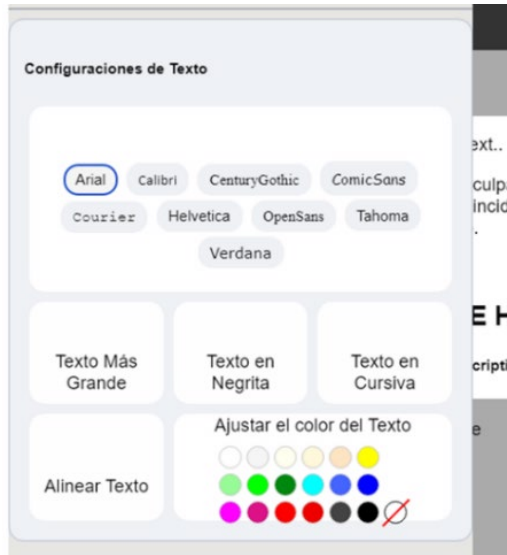 Configuraciones de Texto
Arial Calibri CenturyGothic ComicSans
Courier Helvetica OpenSans Tahoma
Verdana
Texto Más
Grande
Texto en
Negrita
Texto en
Cursiva
Alinear Texto
Ajustar el color del Texto
ext..
culp
incid
.
E H
cripti
e